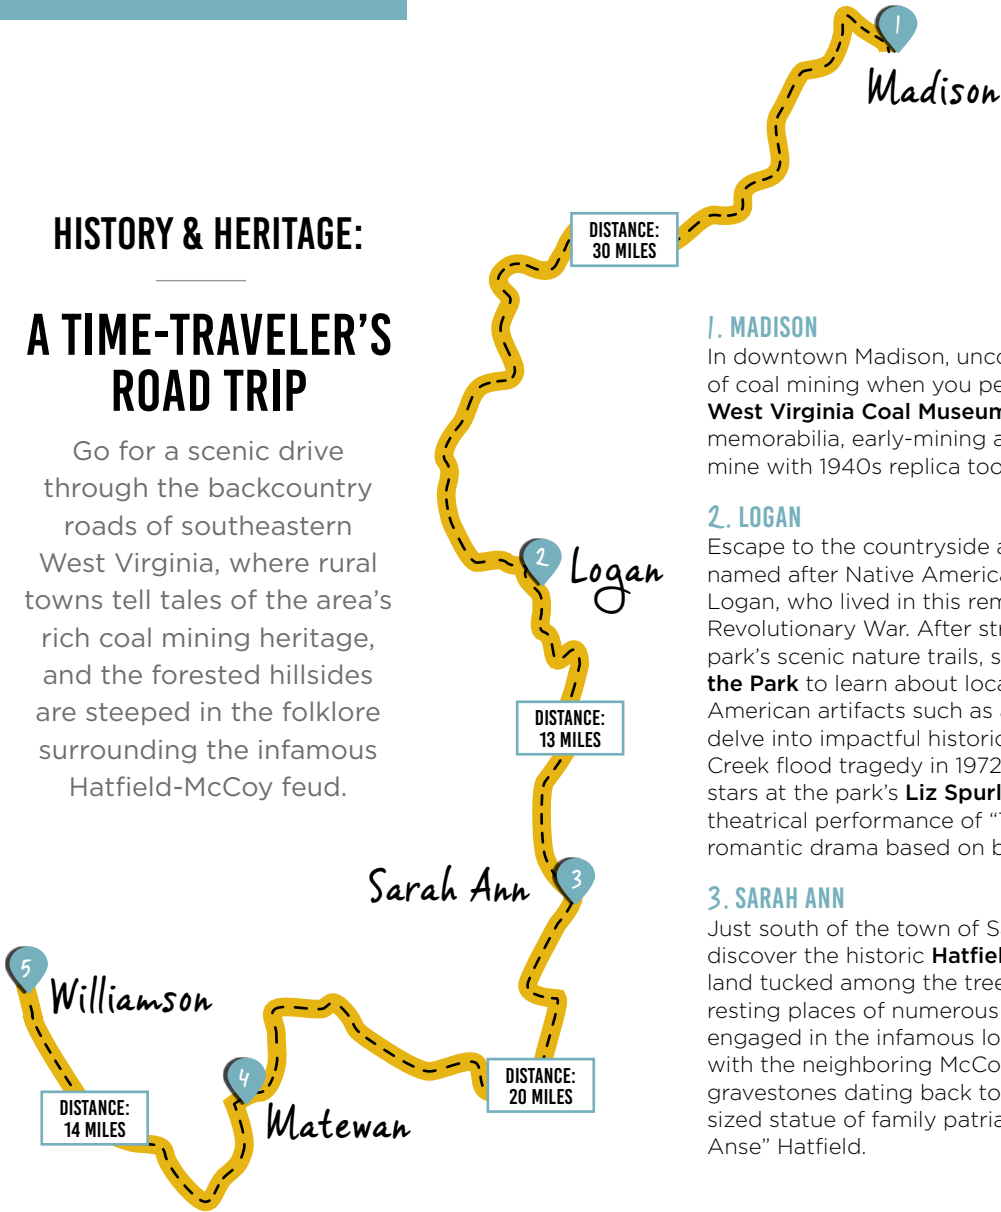 HISTORY & HERITAGE:
A TIME-TRAVELER'S
ROAD TRIP
Go for a scenic drive
through the backcountry
roads of southeastern
West Virginia, where rural
towns tell tales of the area's
rich coal mining heritage,
and the forested hillsides
are steeped in the folklore
surrounding the infamous
Hatfield-McCoy feud.
1
Madison
DISTANCE:
30 MILES
2
Logan
DISTANCE:
13 MILES
Sarah Ann
3
DISTANCE:
20 MILES
4
Matewan
DISTANCE:
14 MILES
5
Williamson
1. MADISON
In downtown Madison, unco
of coal mining when you pe
West Virginia Coal Museum
memorabilia, early-mining a
mine with 1940s replica too
2. LOGAN
Escape to the countryside a
named after Native America
Logan, who lived in this rem
Revolutionary War. After str
park's scenic nature trails, s
the Park to learn about loca
American artifacts such as
delve into impactful historic
Creek flood tragedy in 1972
stars at the park's Liz Spurl
theatrical performance of "T
romantic drama based on b
3. SARAH ANN
Just south of the town of S
discover the historic Hatfiel
land tucked among the tree
resting places of numerous
engaged in the infamous lo
with the neighboring McCo
gravestones dating back to
sized statue of family patria
Anse" Hatfield.